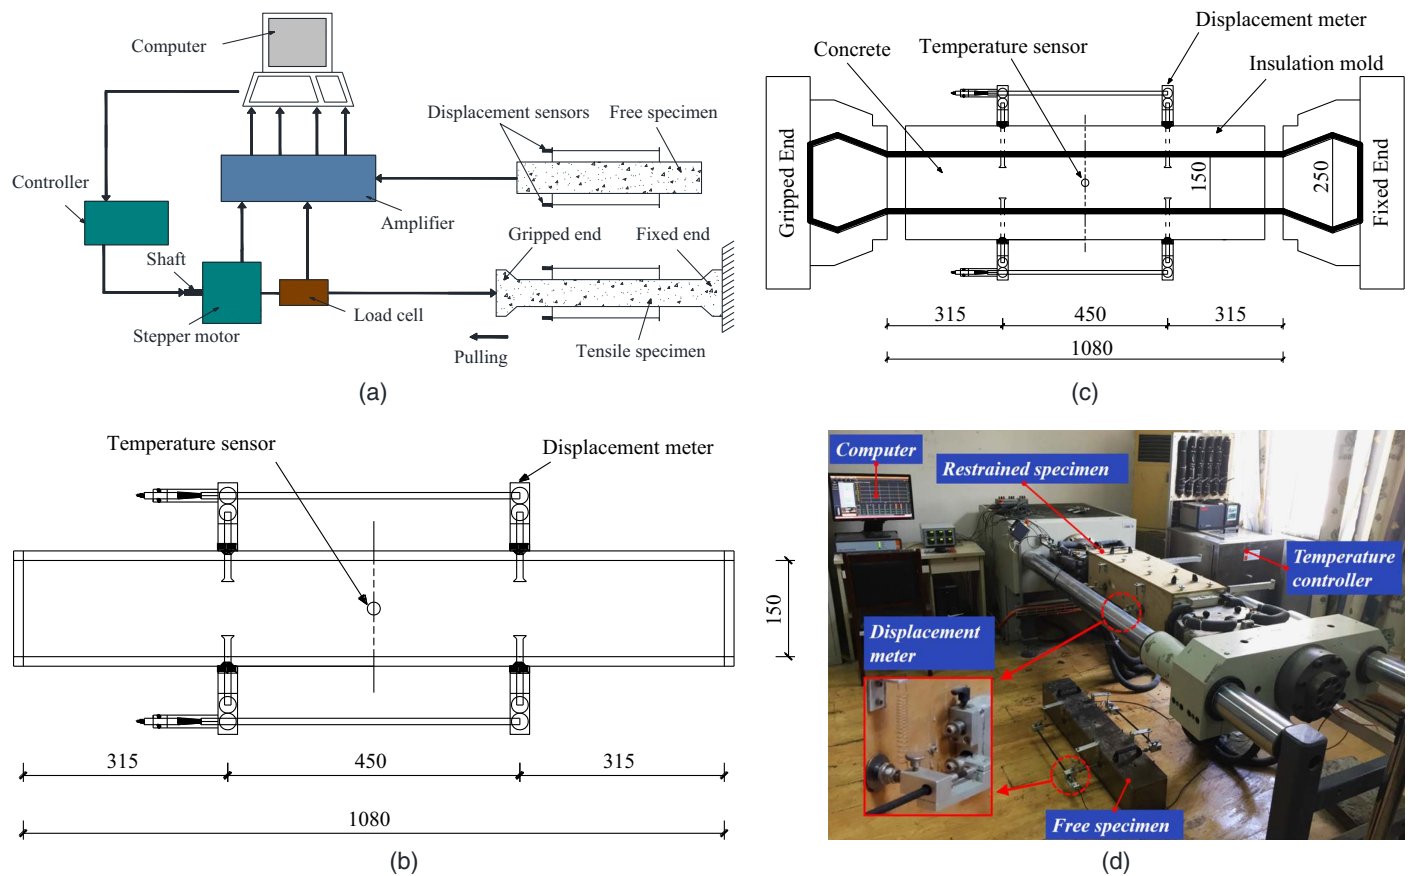 Computer
Displacement sensors
Free specimen
Controller
Amplifier
Gripped end
Fixed end
Shaft
Load cell
Stepper motor
Pulling
Tensile specimen
(a)
Displacement meter
Temperature sensor
Concrete
Insulation mold
Gripped End
150
250
Fixed End
315
450
315
1080
(c)
Temperature sensor
Displacement meter
150
315
450
315
1080
(b)
Computer
Restrained specimen
Temperature
controller
Displacement
meter
Free specimen
(d)